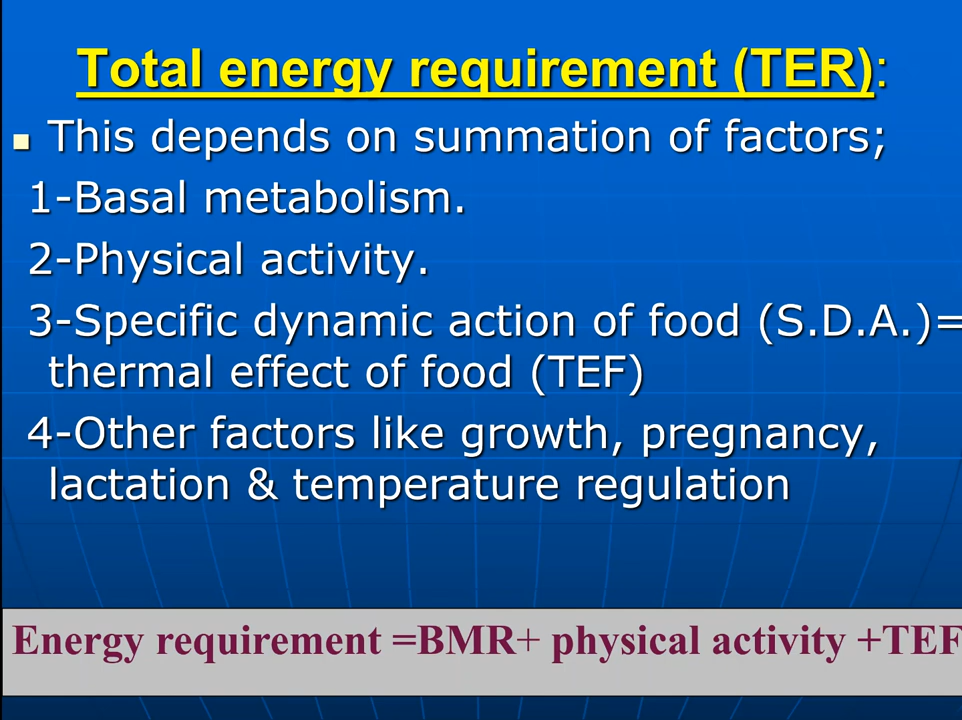 Total energy requirement (TER):
This depends on summation of factors;
1-Basal metabolism.
2-Physical activity.
3-Specific dynamic action of food (S.D.A.)=
thermal effect of food (TEF)
4-Other factors like growth, pregnancy,
lactation & temperature regulation
Energy requirement =BMR+ physical activity +TEF